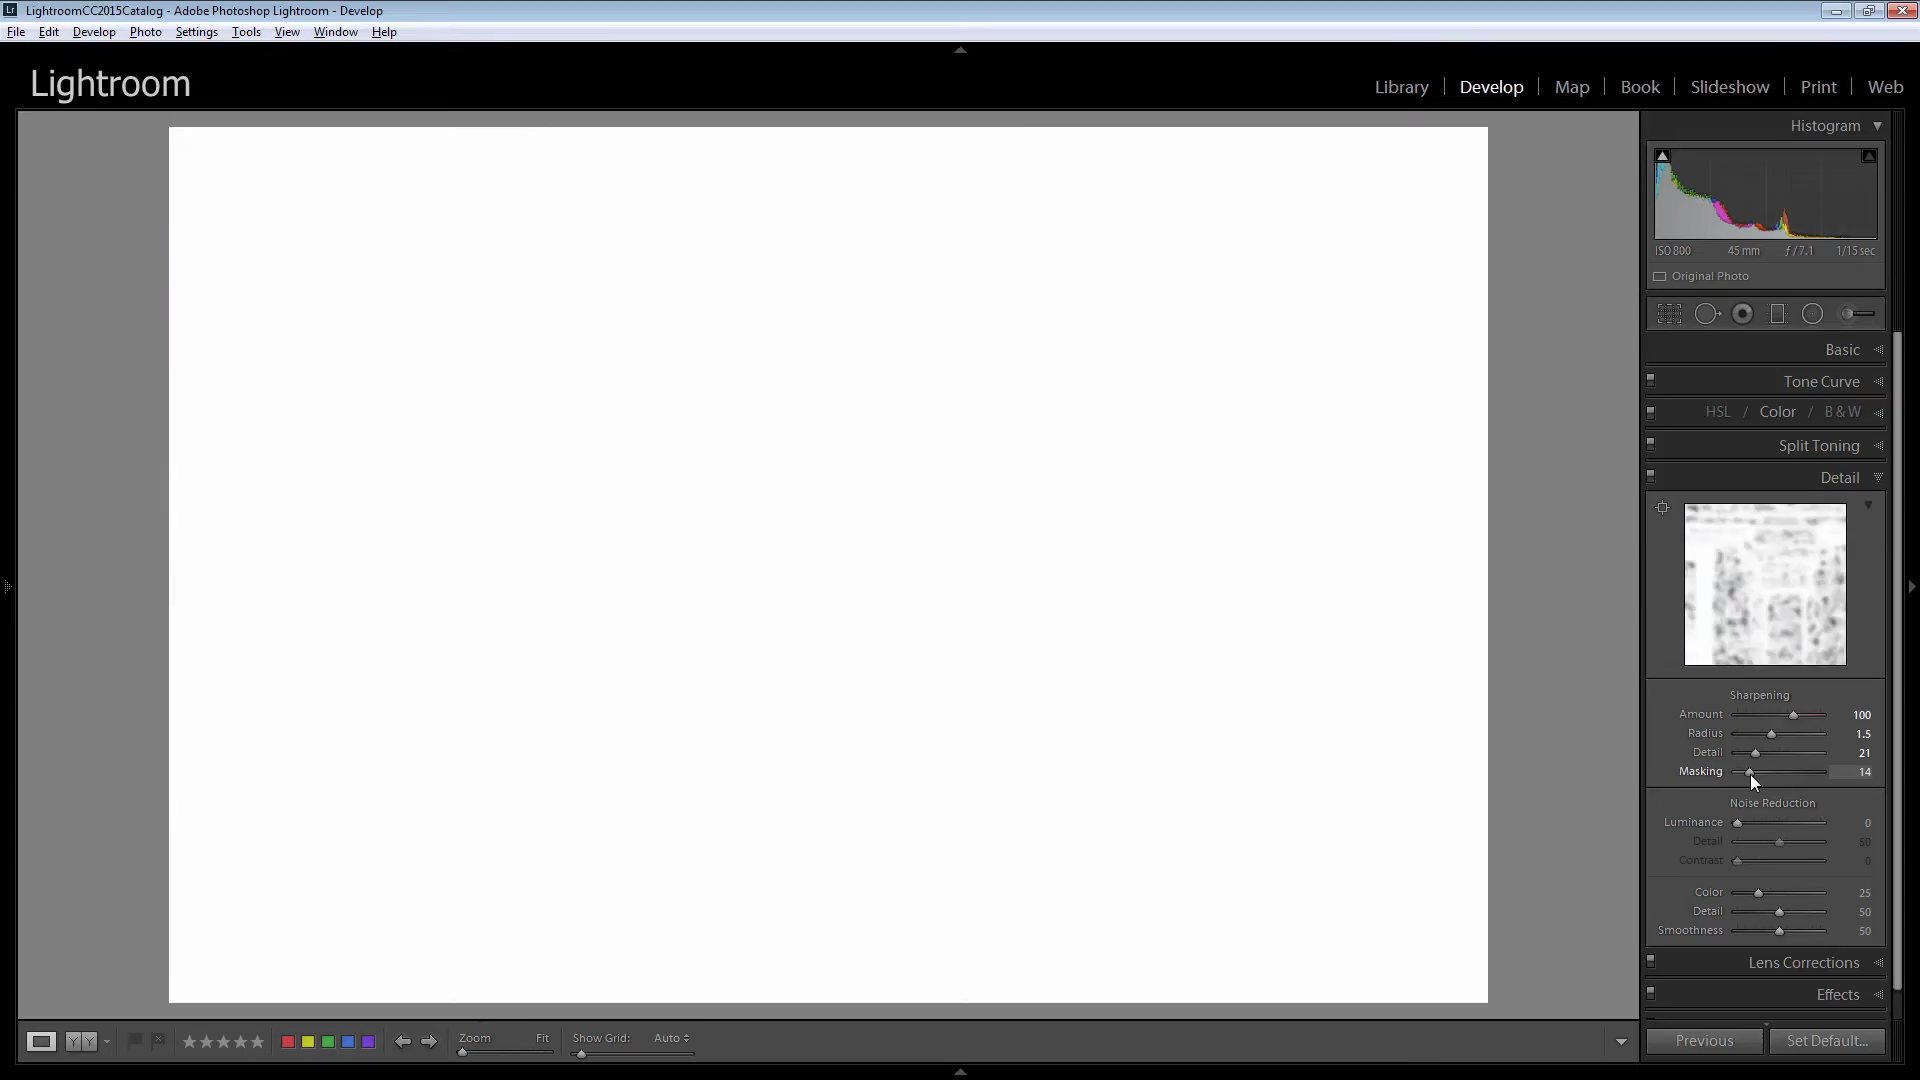 Lr LightroomCC2015Catalog - Adobe Photoshop Lightroom - Develop
File Edit Develop Photo Settings Tools View Window Help
Lightroom
Library Develop Map Book Slideshow Print Web
Histogram
ISO 800 45 mm ƒ / 7.1 1/15 sec
Original Photo
Basic
Tone Curve
HSL / Color / B & W
Split Toning
Detail
Sharpening
Amount 100
Radius 1.5
Detail 21
Masking 14
Noise Reduction
Luminance 0
Detail 50
Contrast 0
Color 25
Detail 50
Smoothness 50
Lens Corrections
Effects
YY Zoom Fit Show Grid: Auto
Previous Set Default...